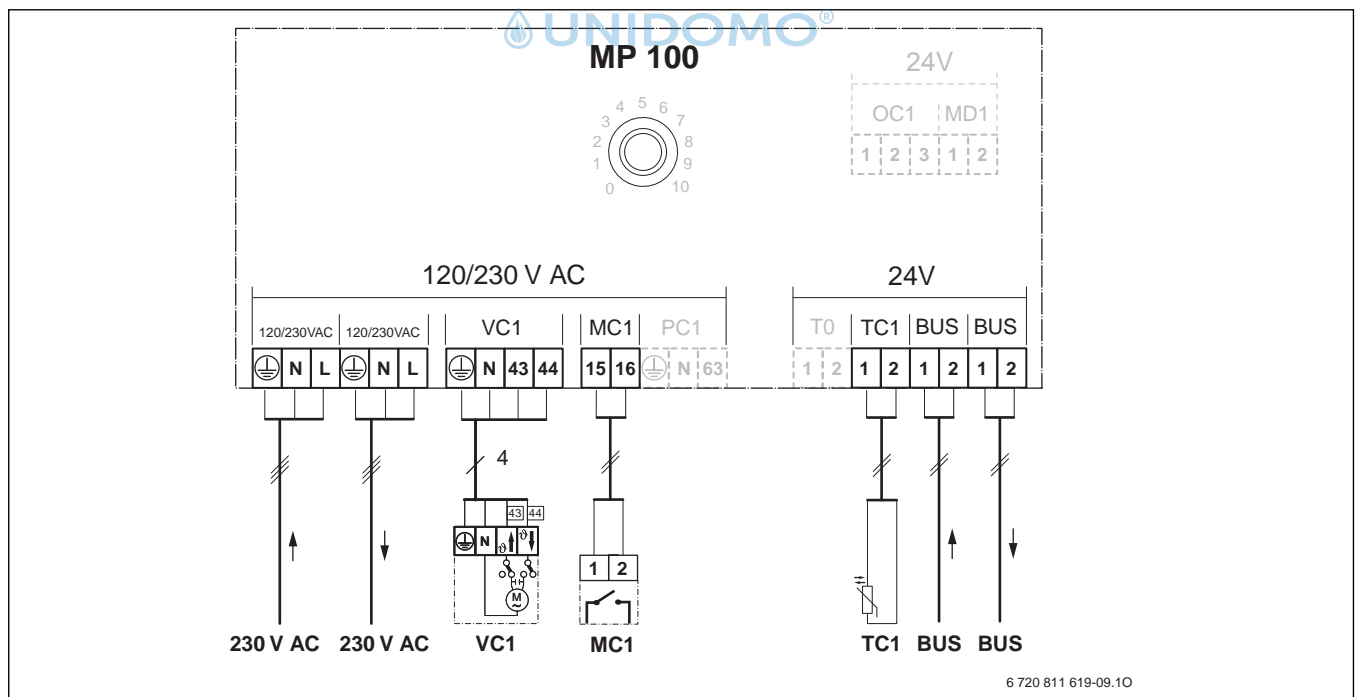 UNIDOMO®
MP 100
24V
OC1 MD1
1 2 3 1 2
0 1 2 3 4 5 6 7 8 9 10
120/230 V AC
24V
120/230VAC 120/230VAC VC1 MC1 PC1 T0 TC1 BUS BUS
N L N L N 43 44 15 16 N 63 1 2 1 2 1 2 1 2
4
43 44
N ϑ ϑ
1 2
M
~
230 V AC 230 V AC VC1 MC1 TC1 BUS BUS
6 720 811 619-09.1O